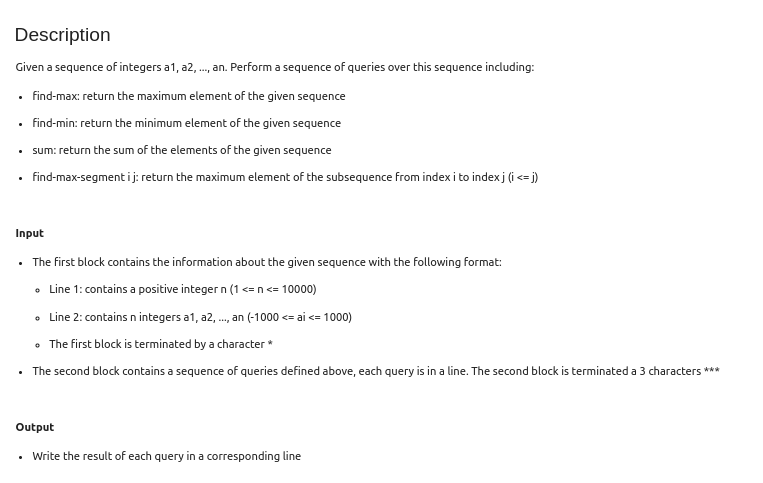 Description
Given a sequence of integers a1, a2, ..., an. Perform a sequence of queries over this sequence including:
• find-max: return the maximum element of the given sequence
• find-min: return the minimum element of the given sequence
• sum: return the sum of the elements of the given sequence
• find-max-segment i j: return the maximum element of the subsequence from index i to index j (i <= j)
Input
• The first block contains the information about the given sequence with the following format:
◦ Line 1: contains a positive integer n (1 <= n <= 10000)
◦ Line 2: contains n integers a1, a2, ..., an (-1000 <= ai <= 1000)
◦ The first block is terminated by a character *
• The second block contains a sequence of queries defined above, each query is in a line. The second block is terminated a 3 characters ***
Output
• Write the result of each query in a corresponding line